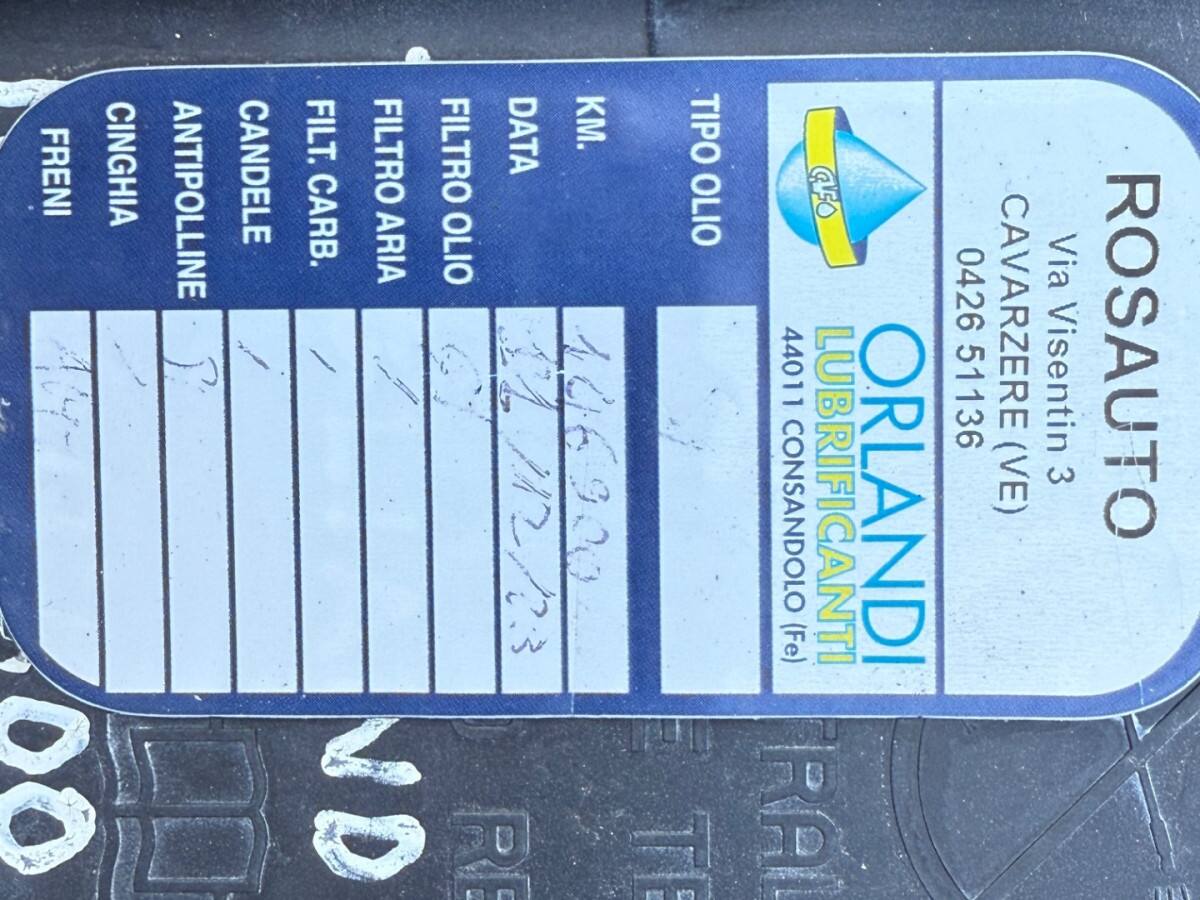 ROSAUTO
Via Visentin 3
CAVARZERE (VE)
0426 51136
ORLANDI
LUBRIFICANTI
44011 CONSANDOLO (Fe)
TIPO OLIO
KM. 146900
DATA /12/23
FILTRO OLIO
FILTRO ARIA /
FILT. CARB. /
CANDELE /
ANTIPOLLINE
CINGHIA /
FRENI